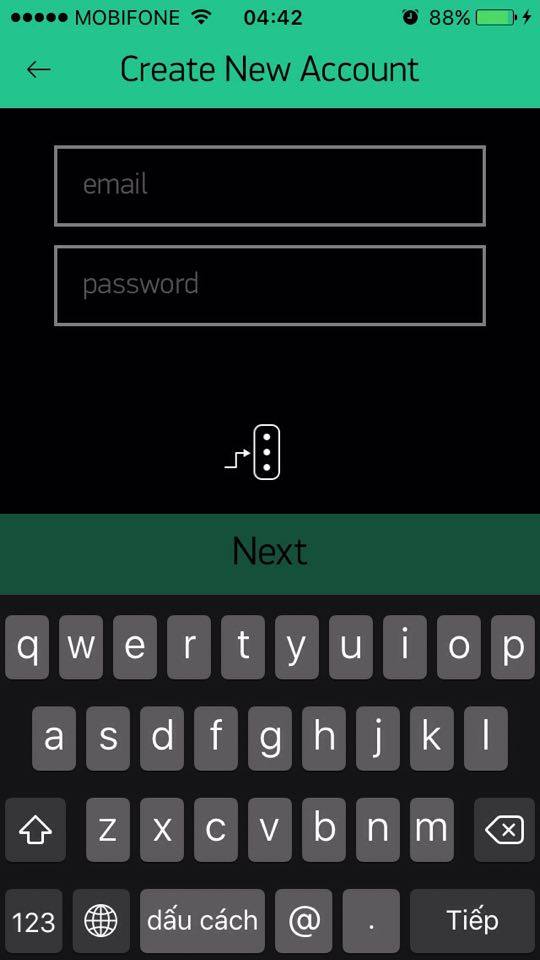 MOBIFONE 04:42 88%
Create New Account
email
password
Next
q w e r t y u i o p
a s d f g h j k l
z x c v b n m
123 dấu cách @ . Tiếp